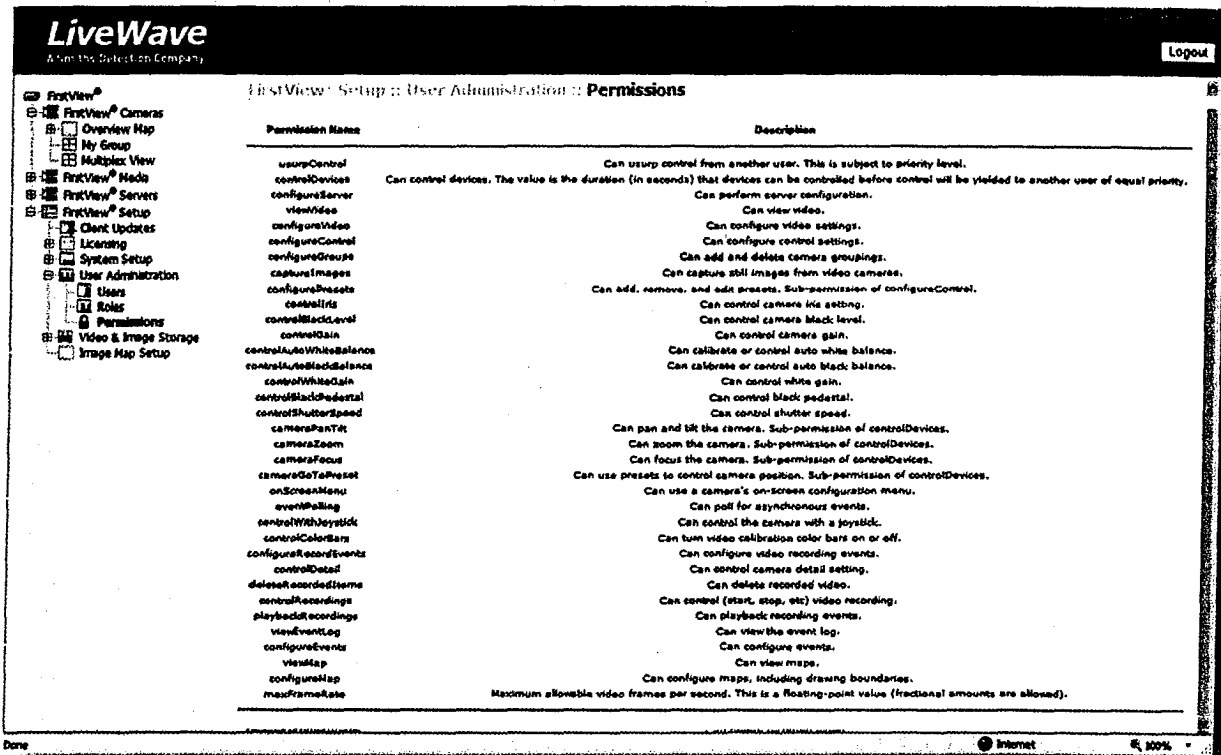 LiveWave
A Smiths Detection Company
Logout
FirstView®
FirstView® Cameras
Overview Map
My Group
Multiplex View
FirstView® Media
FirstView® Servers
FirstView® Setup
Client Updates
Licensing
System Setup
User Administration
Users
Roles
Permissions
Video & Image Storage
Image Map Setup
FirstView® Setup :: User Administration :: Permissions
Permission Name Description
usurpControl Can usurp control from another user. This is subject to priority level.
controlDevices Can control devices. The value is the duration (in seconds) that devices can be controlled before control will be yielded to another user of equal priority.
configureServer Can perform server configuration.
viewVideo Can view video.
configureVideo Can configure video settings.
configureControl Can configure control settings.
configureGroups Can add and delete camera groupings.
captureImages Can capture still images from video cameras.
configurePresets Can add, remove, and edit presets. Sub-permission of configureControl.
controlIris Can control camera iris setting.
controlBlackLevel Can control camera black level.
controlGain Can control camera gain.
controlAutoWhiteBalance Can calibrate or control auto white balance.
controlAutoBlackBalance Can calibrate or control auto black balance.
controlWhiteGain Can control white gain.
controlBlackPedestal Can control black pedestal.
controlShutterSpeed Can control shutter speed.
cameraPanTilt Can pan and tilt the camera. Sub-permission of controlDevices.
cameraZoom Can zoom the camera. Sub-permission of controlDevices.
cameraFocus Can focus the camera. Sub-permission of controlDevices.
cameraGoToPreset Can use presets to control camera position. Sub-permission of controlDevices.
onScreenMenu Can use a camera's on-screen configuration menu.
eventPolling Can poll for asynchronous events.
controlWithJoystick Can control the camera with a joystick.
controlColorBars Can turn video calibration color bars on or off.
configureRecordEvents Can configure video recording events.
controlDetail Can control camera detail setting.
deleteRecordedItems Can delete recorded video.
controlRecordings Can control (start, stop, etc) video recording.
playbackRecordings Can playback recording events.
viewEventLog Can view the event log.
configureEvents Can configure events.
viewMap Can view maps.
configureMap Can configure maps, including drawing boundaries.
maxFrameRate Maximum allowable video frames per second. This is a floating-point value (fractional amounts are allowed).
Done Internet 100%